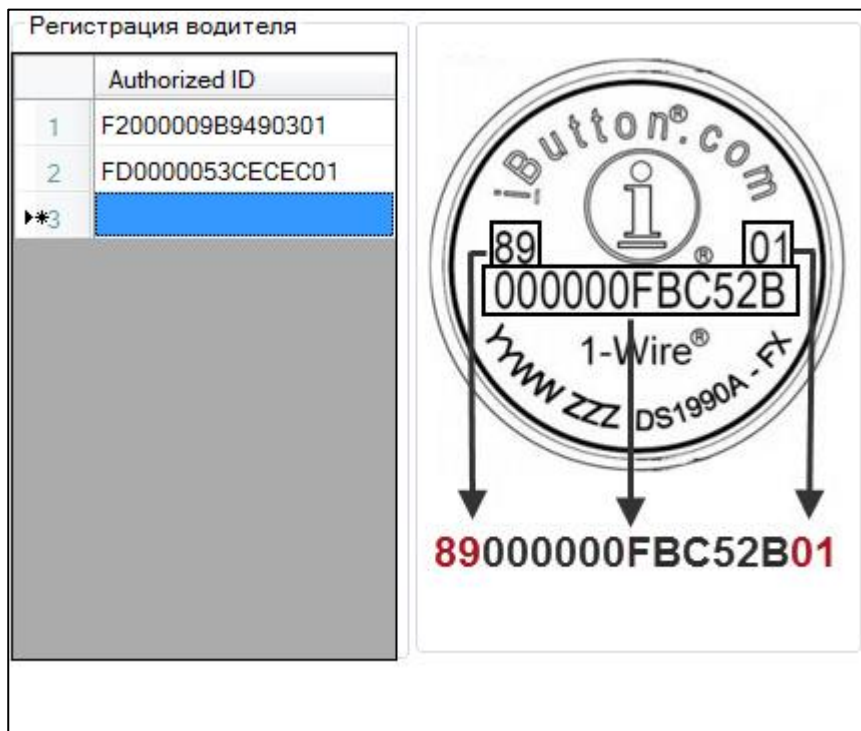 Регистрация водителя
Authorized ID
1 F2000009B9490301
2 FD0000053CECEC01
*3
iButton®.com
i
®
89 01
000000FBC52B
1-Wire®
YYWW ZZZ DS1990A - FX
89000000FBC52B01